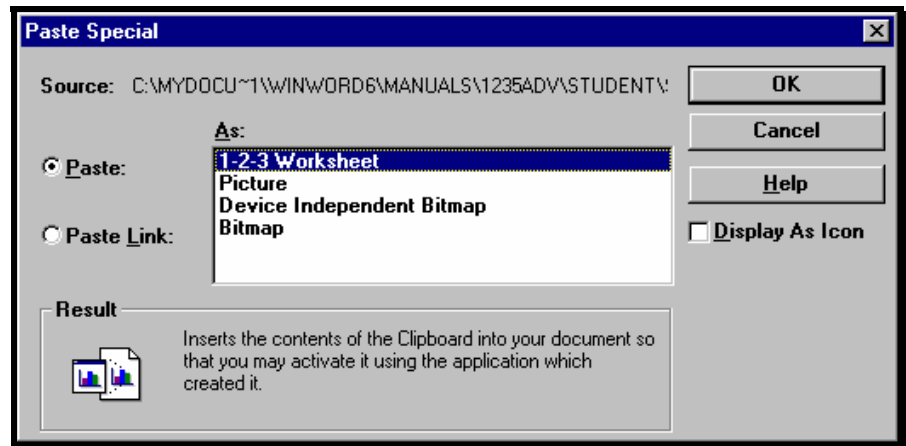 Paste Special
Source: C:\MYDOCU~1\WINWORD6\MANUALS\1235ADV\STUDENT\
OK
As:
Cancel
Paste:
1-2-3 Worksheet
Picture
Device Independent Bitmap
Bitmap
Help
Paste Link:
Display As Icon
Result
Inserts the contents of the Clipboard into your document so
that you may activate it using the application which
created it.